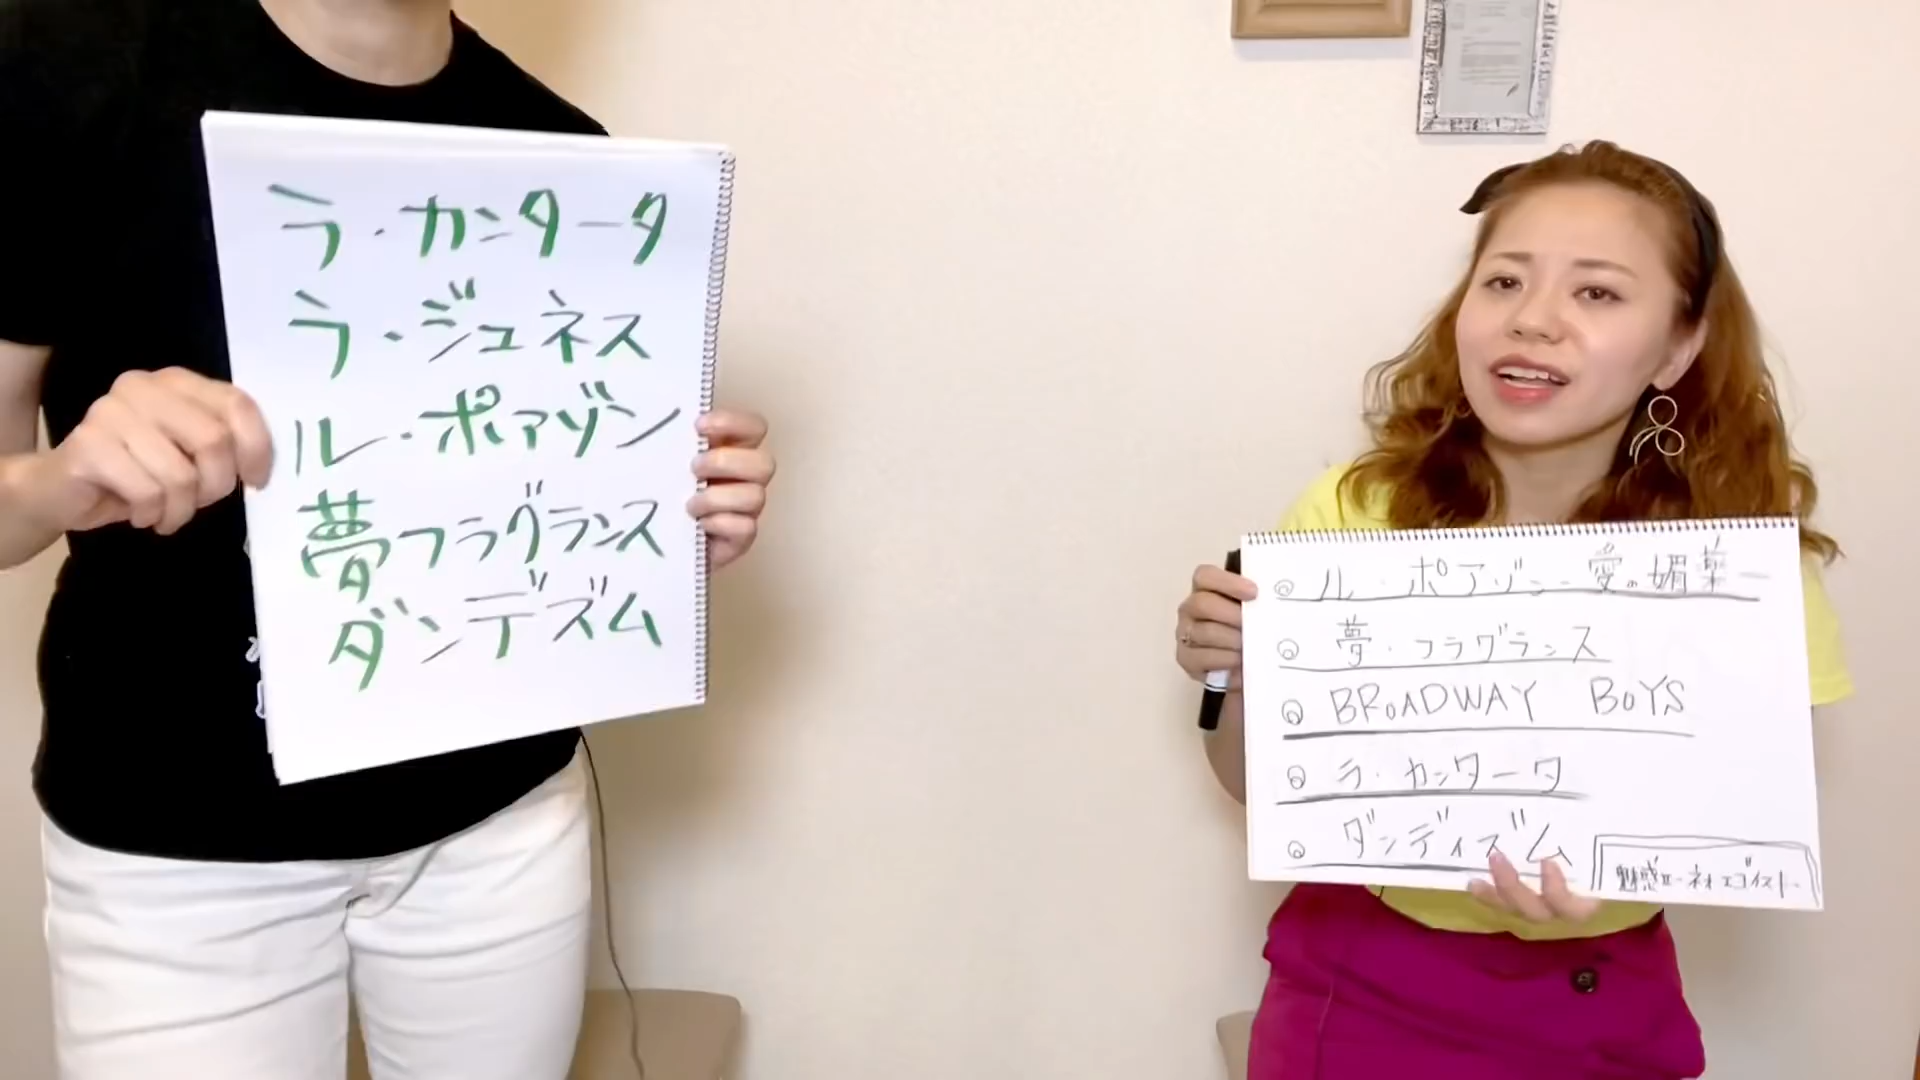 ラ・カンタータ
ラ・ジュネス
ル・ポァゾン
夢フラグランス
ダンデズム
◎ ル・ポアゾン-愛の媚薬-
◎ 夢・フラグランス
◎ BROADWAY BOYS
◎ ラ・カンタータ
◎ ダンディズム
魅惑Ⅱ-ネオエゴイスト-